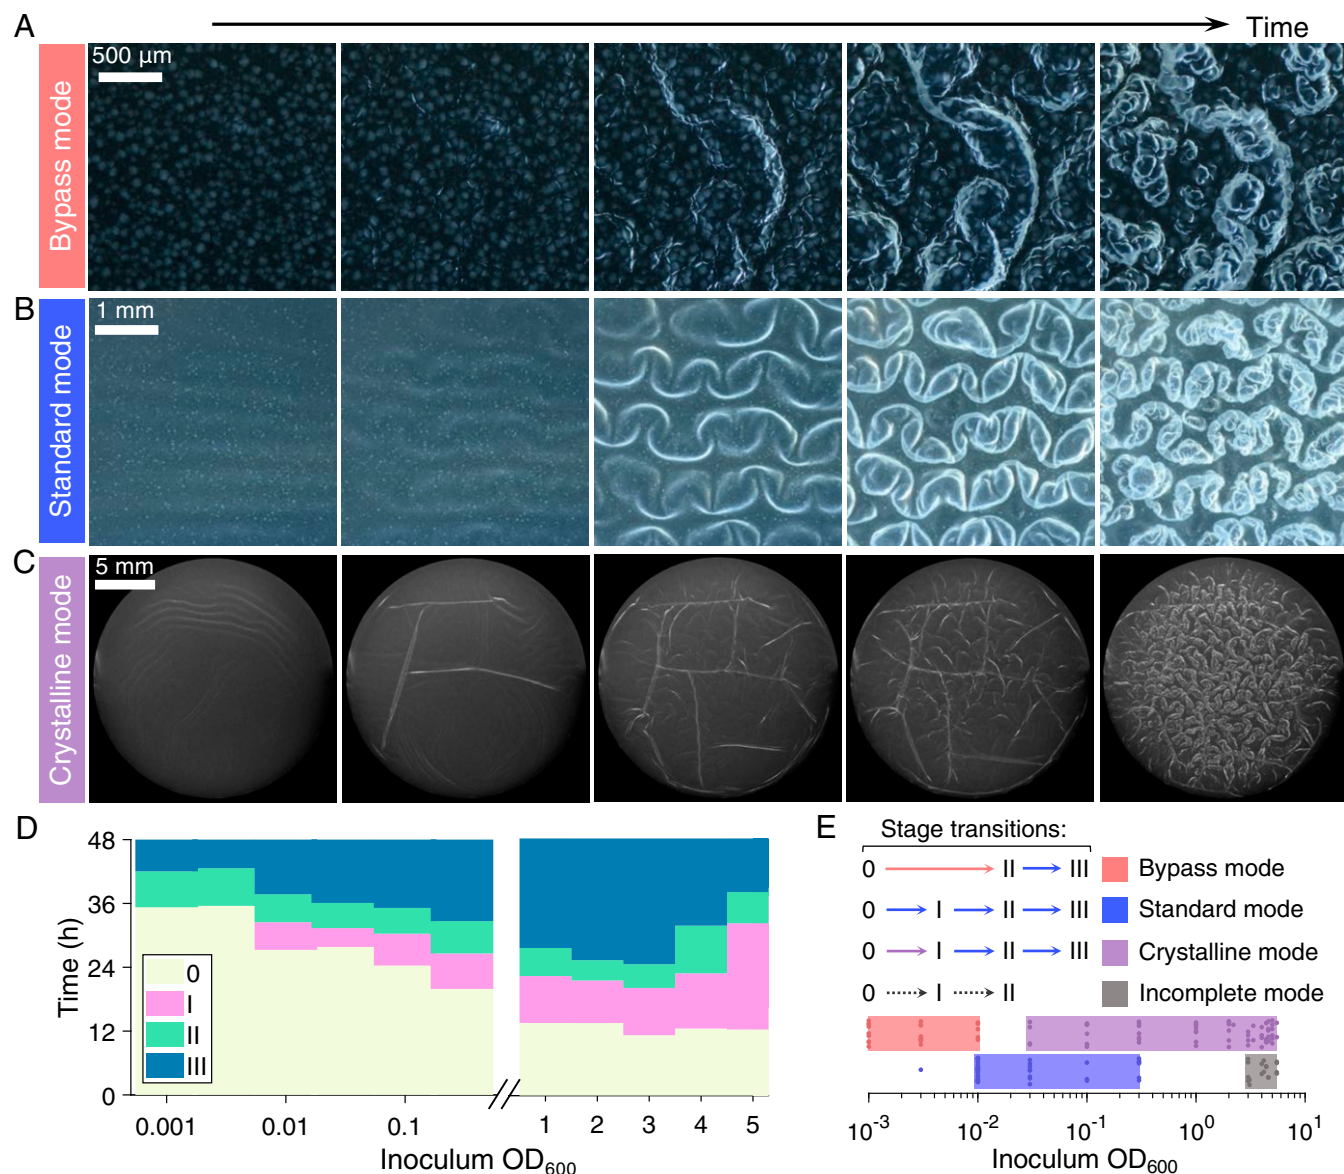 A
Time
Bypass mode
500 µm
B
Standard mode
1 mm
C
Crystalline mode
5 mm
D
Time (h)
48
36
24
12
0
0
I
II
III
0.001
0.01
0.1
1
2
3
4
5
Inoculum OD600
E
Stage transitions:
0 II III
Bypass mode
0 I II III
Standard mode
0 I II III
Crystalline mode
0 I II
Incomplete mode
10-3
10-2
10-1
100
101
Inoculum OD600